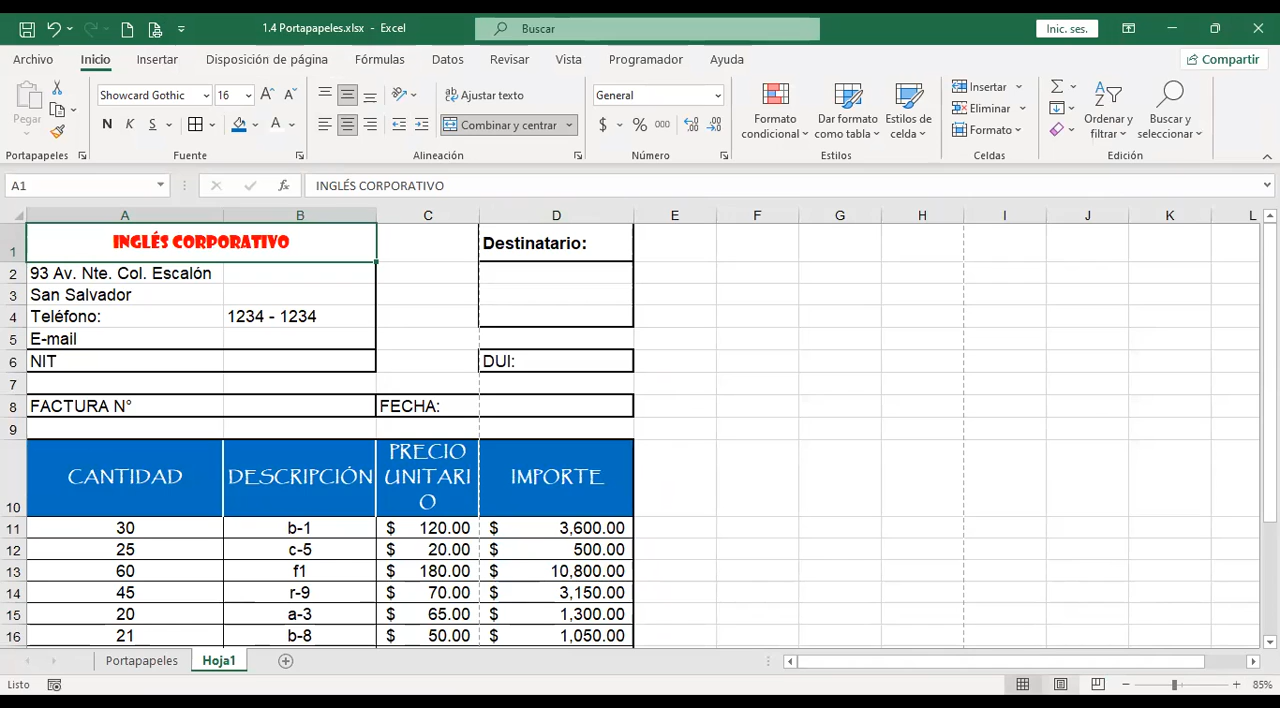 1.4 Portapapeles.xlsx - Excel
Buscar
Inic. ses.
Archivo Inicio Insertar Disposición de página Fórmulas Datos Revisar Vista Programador Ayuda Compartir
Pegar
Portapapeles
Showcard Gothic 16
N K S
Fuente
Ajustar texto
Combinar y centrar
Alineación
General
$ % 000
Número
Formato condicional
Dar formato como tabla
Estilos de celda
Estilos
Insertar
Eliminar
Formato
Celdas
Ordenar y filtrar
Buscar y seleccionar
Edición
A1 fx INGLÉS CORPORATIVO
A B C D E F G H I J K L
1 INGLÉS CORPORATIVO Destinatario:
2 93 Av. Nte. Col. Escalón
3 San Salvador
4 Teléfono: 1234 - 1234
5 E-mail
6 NIT DUI:
7
8 FACTURA N° FECHA:
9
10 CANTIDAD DESCRIPCIÓN PRECIO UNITARIO IMPORTE
11 30 b-1 $ 120.00 $ 3,600.00
12 25 c-5 $ 20.00 $ 500.00
13 60 f1 $ 180.00 $ 10,800.00
14 45 r-9 $ 70.00 $ 3,150.00
15 20 a-3 $ 65.00 $ 1,300.00
16 21 b-8 $ 50.00 $ 1,050.00
Portapapeles Hoja1
Listo 85%